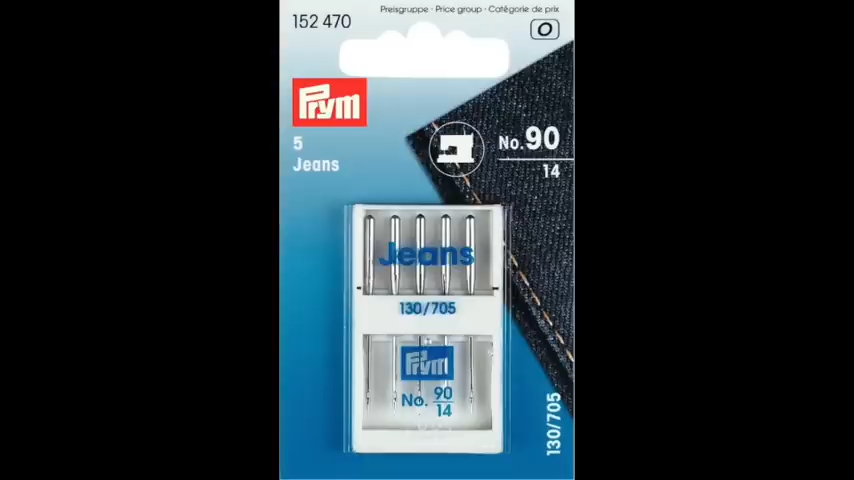 Preisgruppe · Price group · Catégorie de prix
152 470
O
Prym
5
Jeans
No. 90
14
Jeans
130/705
Prym
No. 90
14
130/705